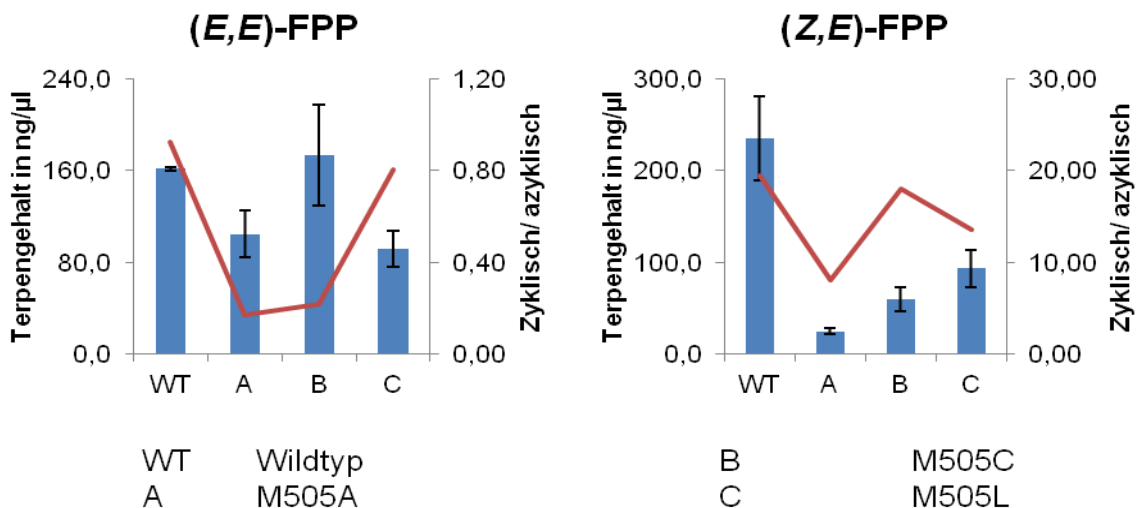 (E,E)-FPP
Terpengehalt in ng/µl
240,0
160,0
80,0
0,0
1,20
0,80
0,40
0,00
Zyklisch/ azyklisch
WT A B C
(Z,E)-FPP
Terpengehalt in ng/µl
300,0
200,0
100,0
0,0
30,00
20,00
10,00
0,00
Zyklisch/ azyklisch
WT A B C
WT Wildtyp
A M505A
B M505C
C M505L